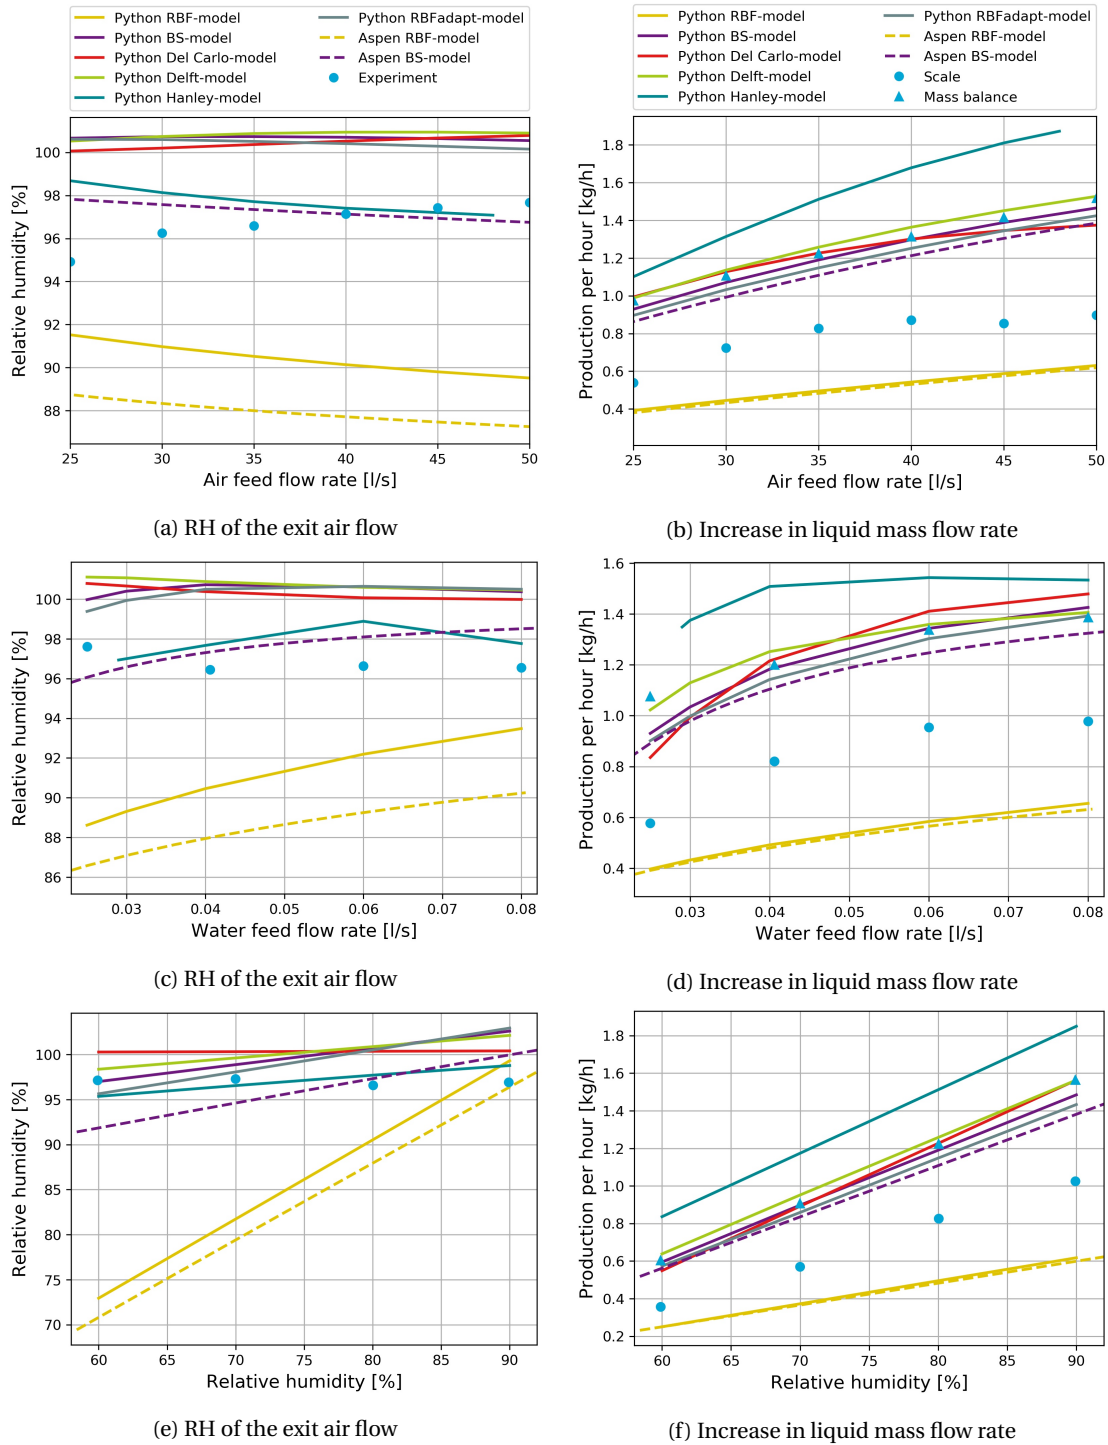 Python RBF-model
Python BS-model
Python Del Carlo-model
Python Delft-model
Python Hanley-model
Python RBFadapt-model
Aspen RBF-model
Aspen BS-model
Experiment
Relative humidity [%]
100
98
96
94
92
90
88
25 30 35 40 45 50
Air feed flow rate [l/s]
(a) RH of the exit air flow
Python RBF-model
Python BS-model
Python Del Carlo-model
Python Delft-model
Python Hanley-model
Python RBFadapt-model
Aspen RBF-model
Aspen BS-model
Scale
Mass balance
Production per hour [kg/h]
1.8
1.6
1.4
1.2
1.0
0.8
0.6
0.4
25 30 35 40 45 50
Air feed flow rate [l/s]
(b) Increase in liquid mass flow rate
Relative humidity [%]
100
98
96
94
92
90
88
86
0.03 0.04 0.05 0.06 0.07 0.08
Water feed flow rate [l/s]
(c) RH of the exit air flow
Production per hour [kg/h]
1.6
1.4
1.2
1.0
0.8
0.6
0.4
0.03 0.04 0.05 0.06 0.07 0.08
Water feed flow rate [l/s]
(d) Increase in liquid mass flow rate
Relative humidity [%]
100
95
90
85
80
75
70
60 65 70 75 80 85 90
Relative humidity [%]
(e) RH of the exit air flow
Production per hour [kg/h]
1.8
1.6
1.4
1.2
1.0
0.8
0.6
0.4
0.2
60 65 70 75 80 85 90
Relative humidity [%]
(f) Increase in liquid mass flow rate